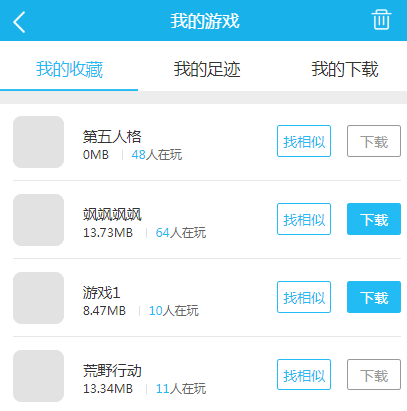 我的游戏
我的收藏 我的足迹 我的下载
第五人格
0MB 48人在玩
找相似 下载
飒飒飒飒
13.73MB 64人在玩
找相似 下载
游戏1
8.47MB 10人在玩
找相似 下载
荒野行动
13.34MB 11人在玩
找相似 下载